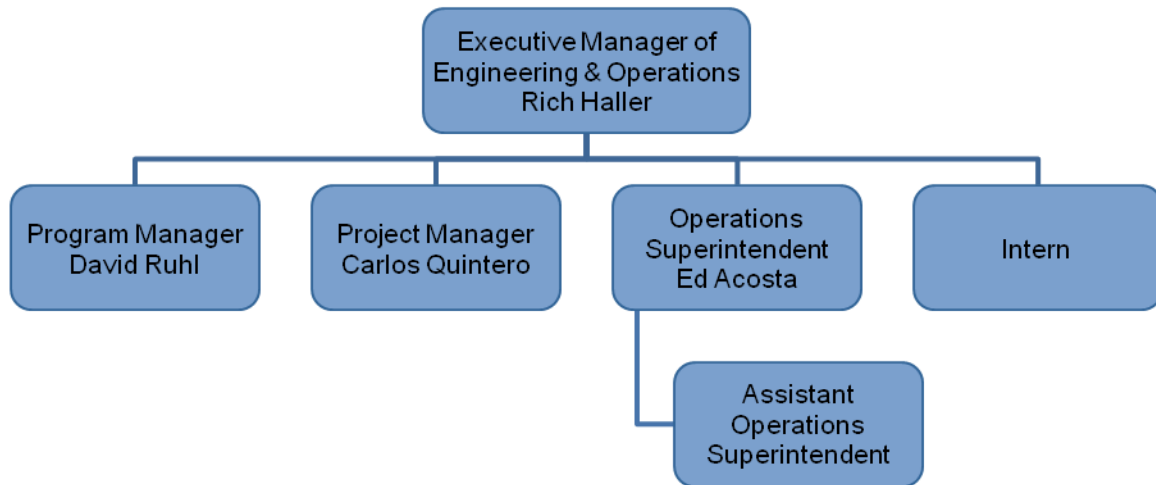 Executive Manager of
Engineering & Operations
Rich Haller
Program Manager
David Ruhl
Project Manager
Carlos Quintero
Operations
Superintendent
Ed Acosta
Intern
Assistant
Operations
Superintendent